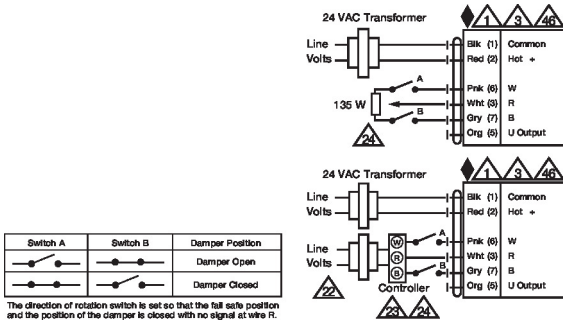 24 VAC Transformer
1 3 46
Line
Volts
Blk (1) Common
Red (2) Hot +
A
Pnk (6) W
135 W
Wht (3) R
B
Gry (7) B
Org (5) U Output
24
24 VAC Transformer
1 3 46
Line
Volts
Blk (1) Common
Red (2) Hot +
A
Line
Volts
W
R
B
Pnk (6) W
Wht (3) R
B
Gry (7) B
Org (5) U Output
22
Controller
23 24
Switch A Switch B Damper Position
Damper Open
Damper Closed
The direction of rotation switch is set so that the fail safe position
and the position of the damper is closed with no signal at wire R.